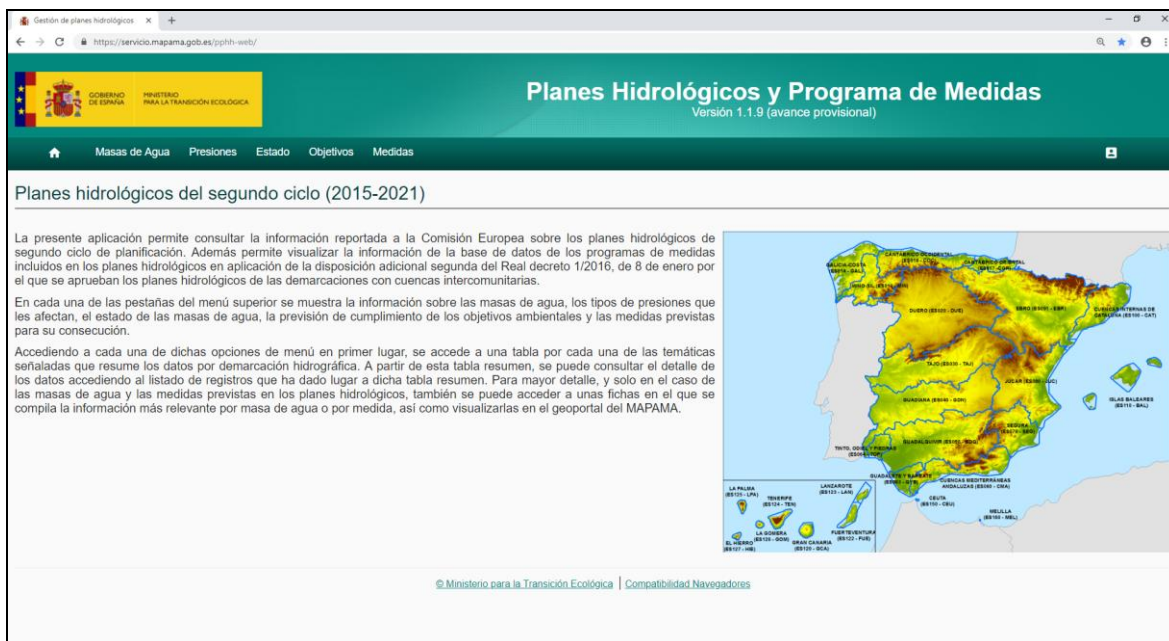 Gestión de planes hidrológicos
https://servicio.mapama.gob.es/pphh-web/
GOBIERNO
DE ESPAÑA
MINISTERIO
PARA LA TRANSICIÓN ECOLÓGICA
Planes Hidrológicos y Programa de Medidas
Versión 1.1.9 (avance provisional)
Masas de Agua Presiones Estado Objetivos Medidas
Planes hidrológicos del segundo ciclo (2015-2021)
La presente aplicación permite consultar la información reportada a la Comisión Europea sobre los planes hidrológicos de
segundo ciclo de planificación. Además permite visualizar la información de la base de datos de los programas de medidas
incluidos en los planes hidrológicos en aplicación de la disposición adicional segunda del Real decreto 1/2016, de 8 de enero por
el que se aprueban los planes hidrológicos de las demarcaciones con cuencas intercomunitarias.
En cada una de las pestañas del menú superior se muestra la información sobre las masas de agua, los tipos de presiones que
les afectan, el estado de las masas de agua, la previsión de cumplimiento de los objetivos ambientales y las medidas previstas
para su consecución.
Accediendo a cada una de dichas opciones de menú en primer lugar, se accede a una tabla por cada una de las temáticas
señaladas que resume los datos por demarcación hidrográfica. A partir de esta tabla resumen, se puede consultar el detalle de
los datos accediendo al listado de registros que ha dado lugar a dicha tabla resumen. Para mayor detalle, y solo en el caso de
las masas de agua y las medidas previstas en los planes hidrológicos, también se puede acceder a unas fichas en el que se
compila la información más relevante por masa de agua o por medida, así como visualizarlas en el geoportal del MAPAMA.
GALICIA-COSTA
CANTÁBRICO OCCIDENTAL
DUERO
CUENCAS INTERNAS DE
CATALUÑA (ES100 - CAT)
ISLAS BALEARES
(ES110 - BAL)
SEGURA
TINTO, ODIEL Y PIEDRAS
GUADALETE Y BARBATE
CUENCAS MEDITERRÁNEAS
ANDALUZAS (ES060 - CMA)
CEUTA
(ES150 - CEU)
MELILLA
(ES160 - MEL)
LA PALMA
(ES125 - LPA)
TENERIFE
(ES124 - TEN)
LANZAROTE
(ES123 - LAN)
LA GOMERA
EL HIERRO
(ES127 - HIE)
GRAN CANARIA
(ES120 - GCA)
FUERTEVENTURA
(ES122 - FUE)
© Ministerio para la Transición Ecológica | Compatibilidad Navegadores